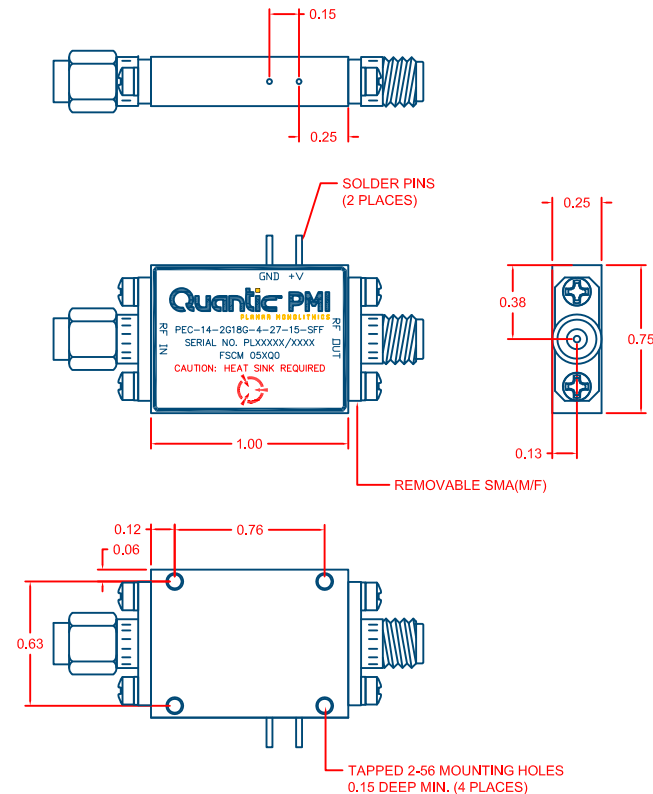 0.15
0.25
SOLDER PINS
(2 PLACES)
GND +V
Quantic PMI
PLANAR MONOLITHICS
RF IN
RF OUT
PEC-14-2G18G-4-27-15-SFF
SERIAL NO. PLXXXXX/XXXX
FSCM 05XQ0
CAUTION: HEAT SINK REQUIRED
1.00
REMOVABLE SMA(M/F)
0.25
0.38
0.75
0.13
0.12
0.76
0.06
0.63
TAPPED 2-56 MOUNTING HOLES
0.15 DEEP MIN. (4 PLACES)